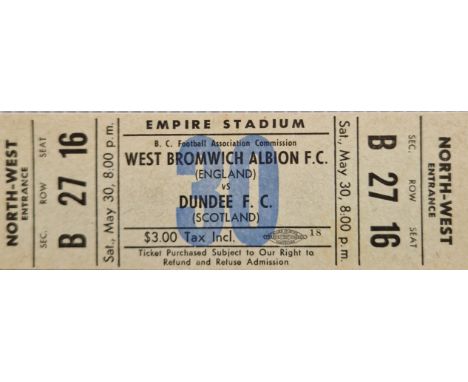 NORTH-WEST
ENTRANCE
SEC. ROW SEAT
B 27 16
Sat., May 30, 8:00 p.m.
EMPIRE STADIUM
B. C. Football Association Commission
WEST BROMWICH ALBION F.C.
(ENGLAND)
vs
DUNDEE F. C.
(SCOTLAND)
30
$3.00 Tax Incl.
18
Ticket Purchased Subject to Our Right to
Refund and Refuse Admission
Sat., May 30, 8:00 p.m.
B 27 16
SEC. ROW SEAT
NORTH-WEST
ENTRANCE